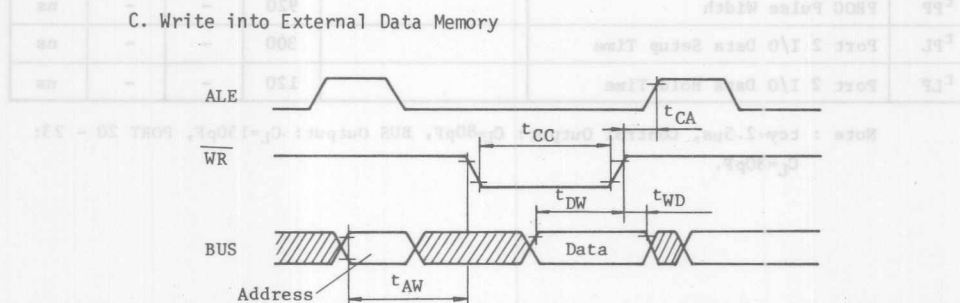 C. Write into External Data Memory
ALE
tCA
tCC
WR
tDW
tWD
BUS
Data
Address
tAW